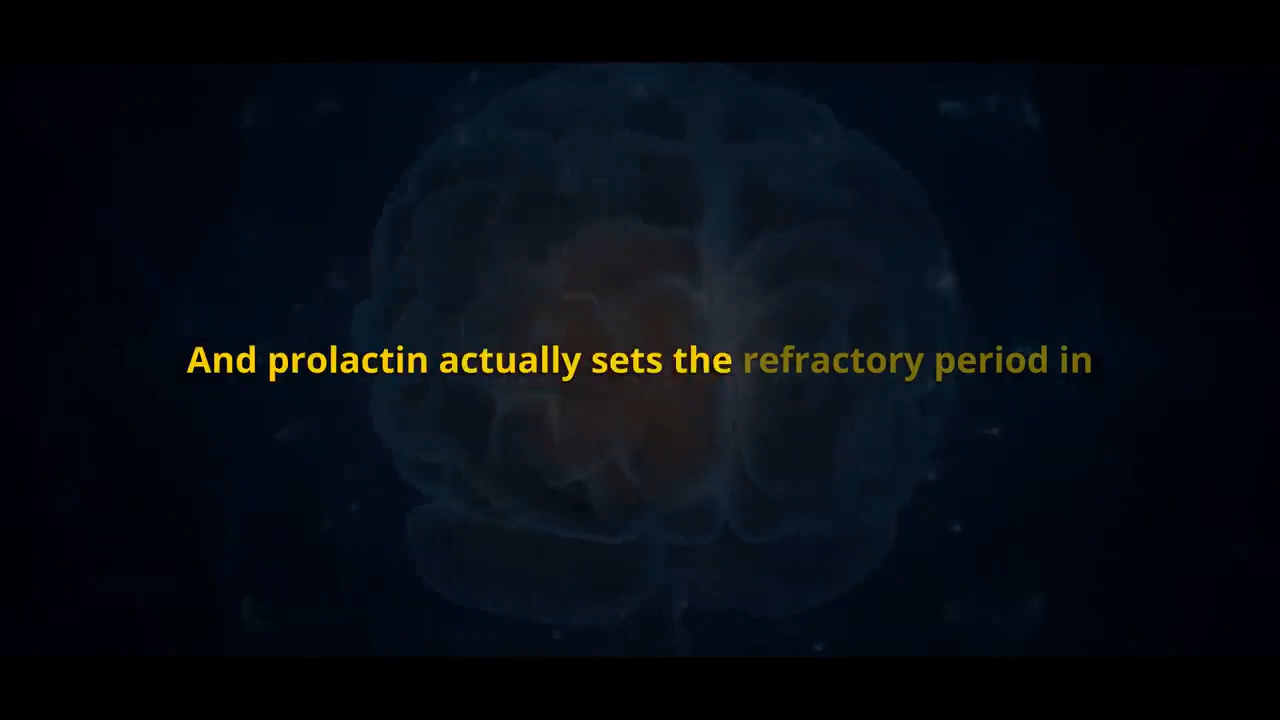 And prolactin actually sets the refractory period in